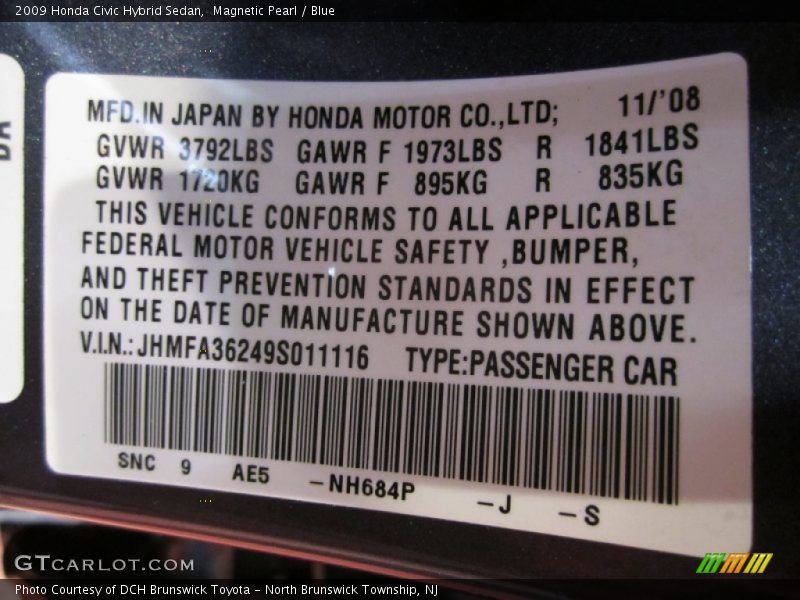 2009 Honda Civic Hybrid Sedan, Magnetic Pearl / Blue
MFD.IN JAPAN BY HONDA MOTOR CO.,LTD; 11/'08
GVWR 3792LBS GAWR F 1973LBS R 1841LBS
GVWR 1720KG GAWR F 895KG R 835KG
THIS VEHICLE CONFORMS TO ALL APPLICABLE
FEDERAL MOTOR VEHICLE SAFETY ,BUMPER,
AND THEFT PREVENTION STANDARDS IN EFFECT
ON THE DATE OF MANUFACTURE SHOWN ABOVE.
V.I.N.:JHMFA36249S011116 TYPE:PASSENGER CAR
SNC 9 AE5 -NH684P -J -S
GTCARLOT.COM
Photo Courtesy of DCH Brunswick Toyota - North Brunswick Township, NJ